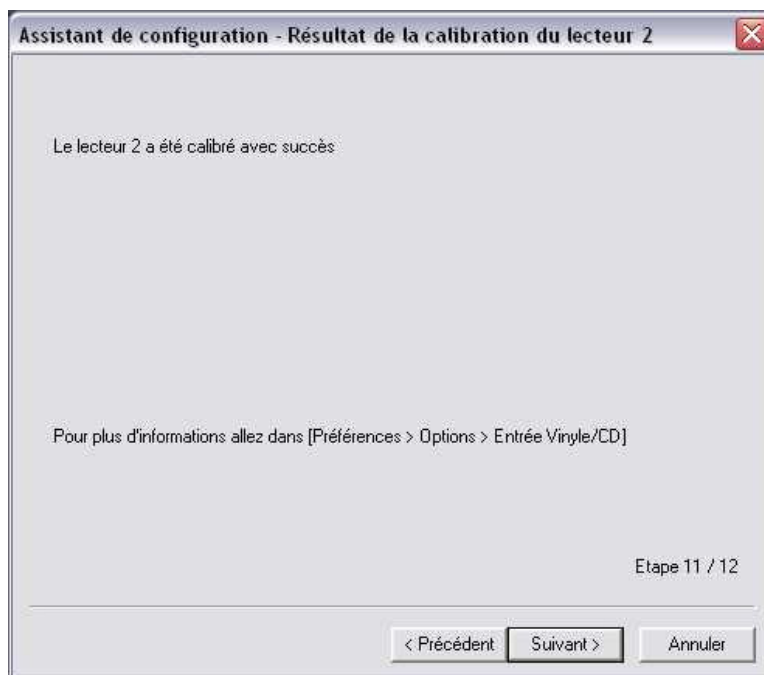 Assistant de configuration - Résultat de la calibration du lecteur 2
Le lecteur 2 a été calibré avec succès
Pour plus d'informations allez dans [Préférences > Options > Entrée Vinyle/CD]
Etape 11 / 12
< Précédent Suivant > Annuler